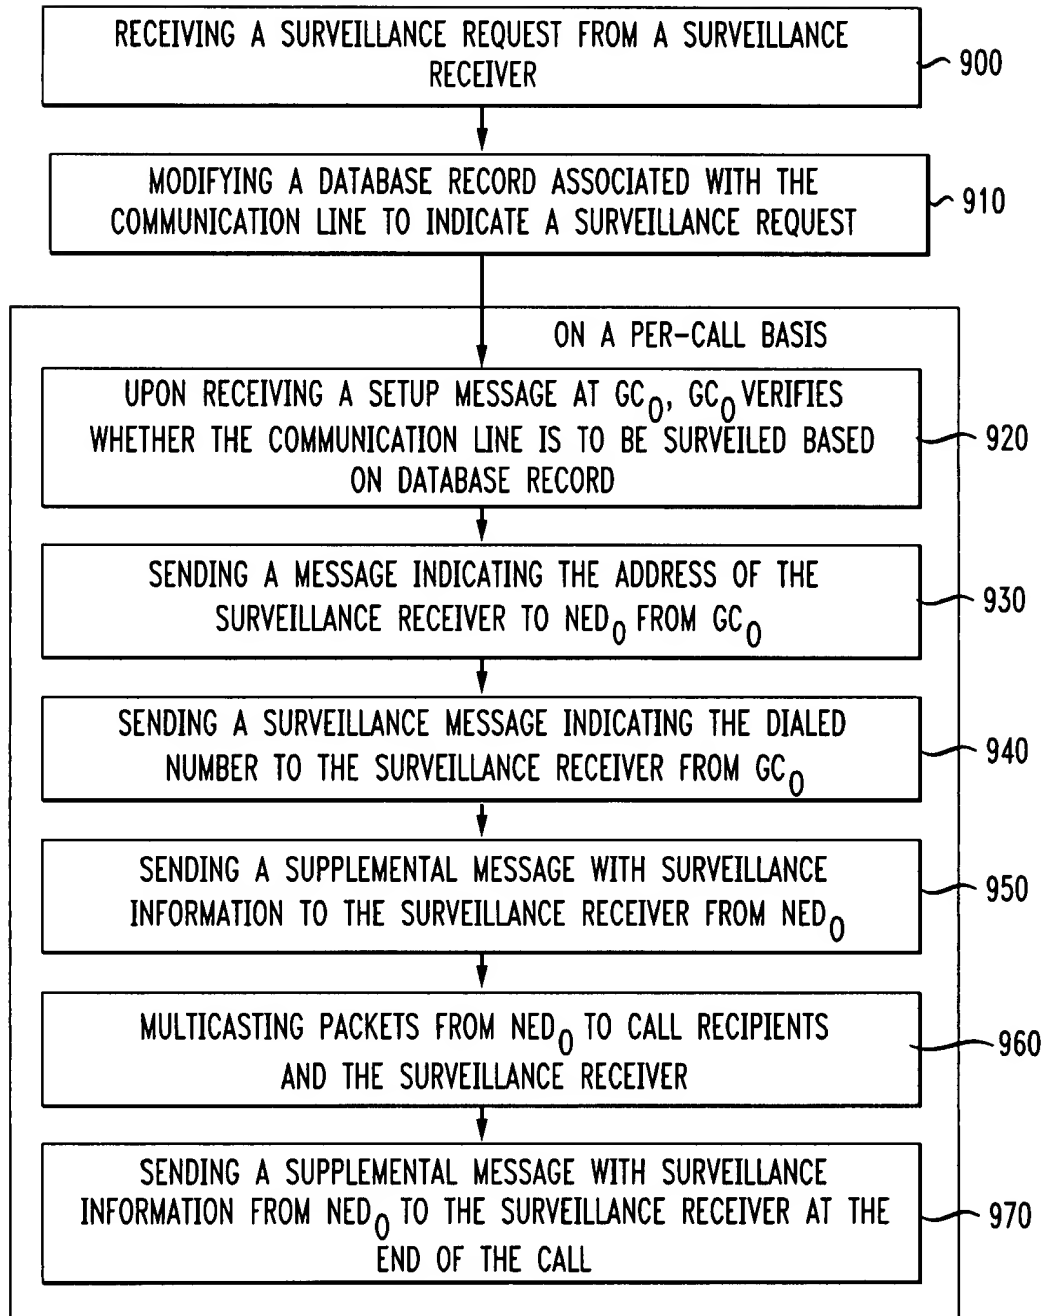 RECEIVING A SURVEILLANCE REQUEST FROM A SURVEILLANCE
RECEIVER
900
MODIFYING A DATABASE RECORD ASSOCIATED WITH THE
COMMUNICATION LINE TO INDICATE A SURVEILLANCE REQUEST
910
ON A PER-CALL BASIS
UPON RECEIVING A SETUP MESSAGE AT GC0, GC0 VERIFIES
WHETHER THE COMMUNICATION LINE IS TO BE SURVEILED BASED
ON DATABASE RECORD
920
SENDING A MESSAGE INDICATING THE ADDRESS OF THE
SURVEILLANCE RECEIVER TO NED0 FROM GC0
930
SENDING A SURVEILLANCE MESSAGE INDICATING THE DIALED
NUMBER TO THE SURVEILLANCE RECEIVER FROM GC0
940
SENDING A SUPPLEMENTAL MESSAGE WITH SURVEILLANCE
INFORMATION TO THE SURVEILLANCE RECEIVER FROM NED0
950
MULTICASTING PACKETS FROM NED0 TO CALL RECIPIENTS
AND THE SURVEILLANCE RECEIVER
960
SENDING A SUPPLEMENTAL MESSAGE WITH SURVEILLANCE
INFORMATION FROM NED0 TO THE SURVEILLANCE RECEIVER AT THE
END OF THE CALL
970